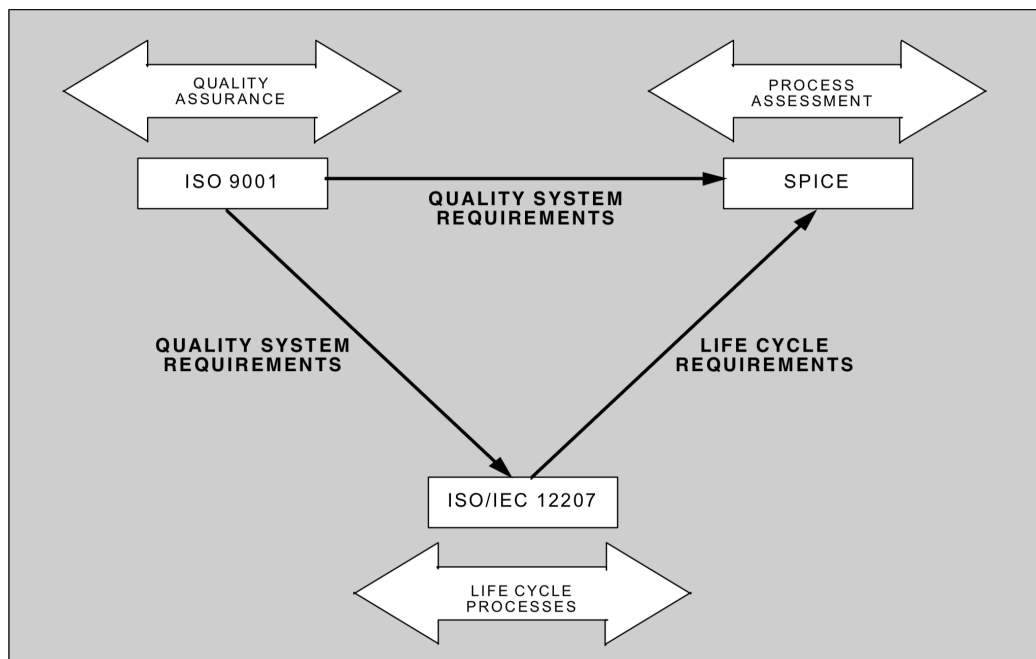 QUALITY
ASSURANCE
PROCESS
ASSESSMENT
ISO 9001
SPICE
QUALITY SYSTEM
REQUIREMENTS
QUALITY SYSTEM
REQUIREMENTS
LIFE CYCLE
REQUIREMENTS
ISO/IEC 12207
LIFE CYCLE
PROCESSES